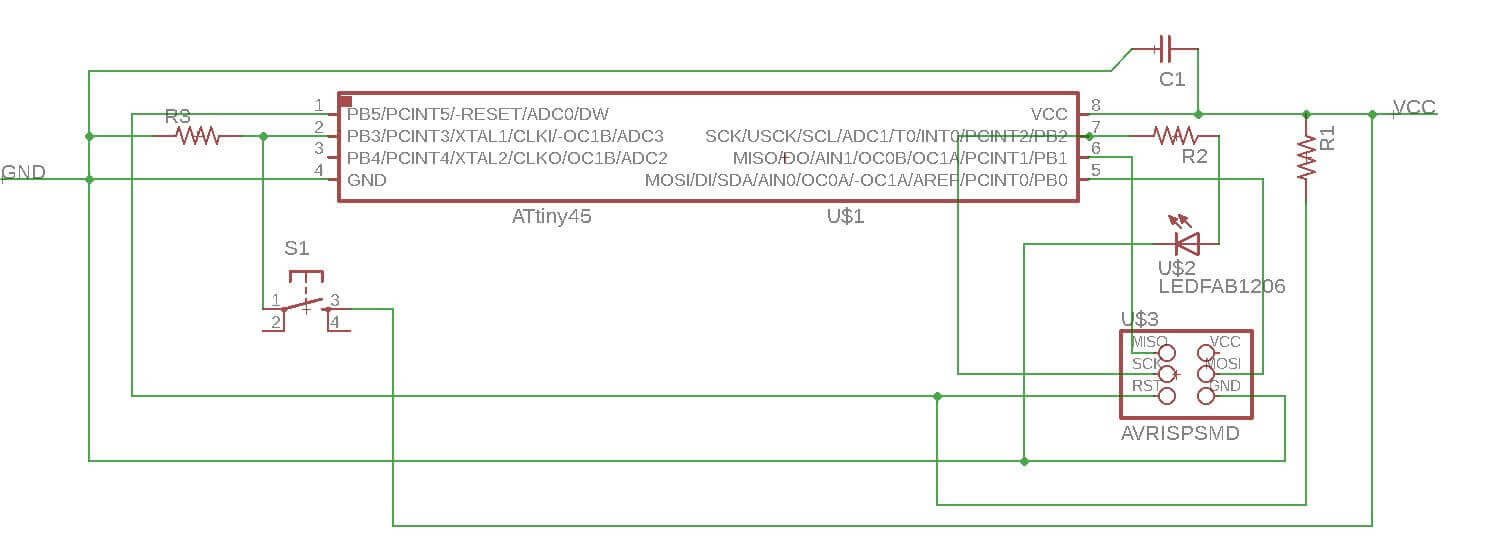 C1
VCC
R3
1
PB5/PCINT5/-RESET/ADC0/DW
VCC
8
R1
2
PB3/PCINT3/XTAL1/CLKI/-OC1B/ADC3
SCK/USCK/SCL/ADC1/T0/INT0/PCINT2/PB2
7
R2
3
PB4/PCINT4/XTAL2/CLKO/OC1B/ADC2
MISO/DO/AIN1/OC0B/OC1A/PCINT1/PB1
6
GND
4
GND
MOSI/DI/SDA/AIN0/OC0A/-OC1A/AREF/PCINT0/PB0
5
ATtiny45
U$1
S1
1
3
2
4
U$2
LEDFAB1206
U$3
MISO
VCC
SCK
MOSI
RST
GND
AVRISPSMD